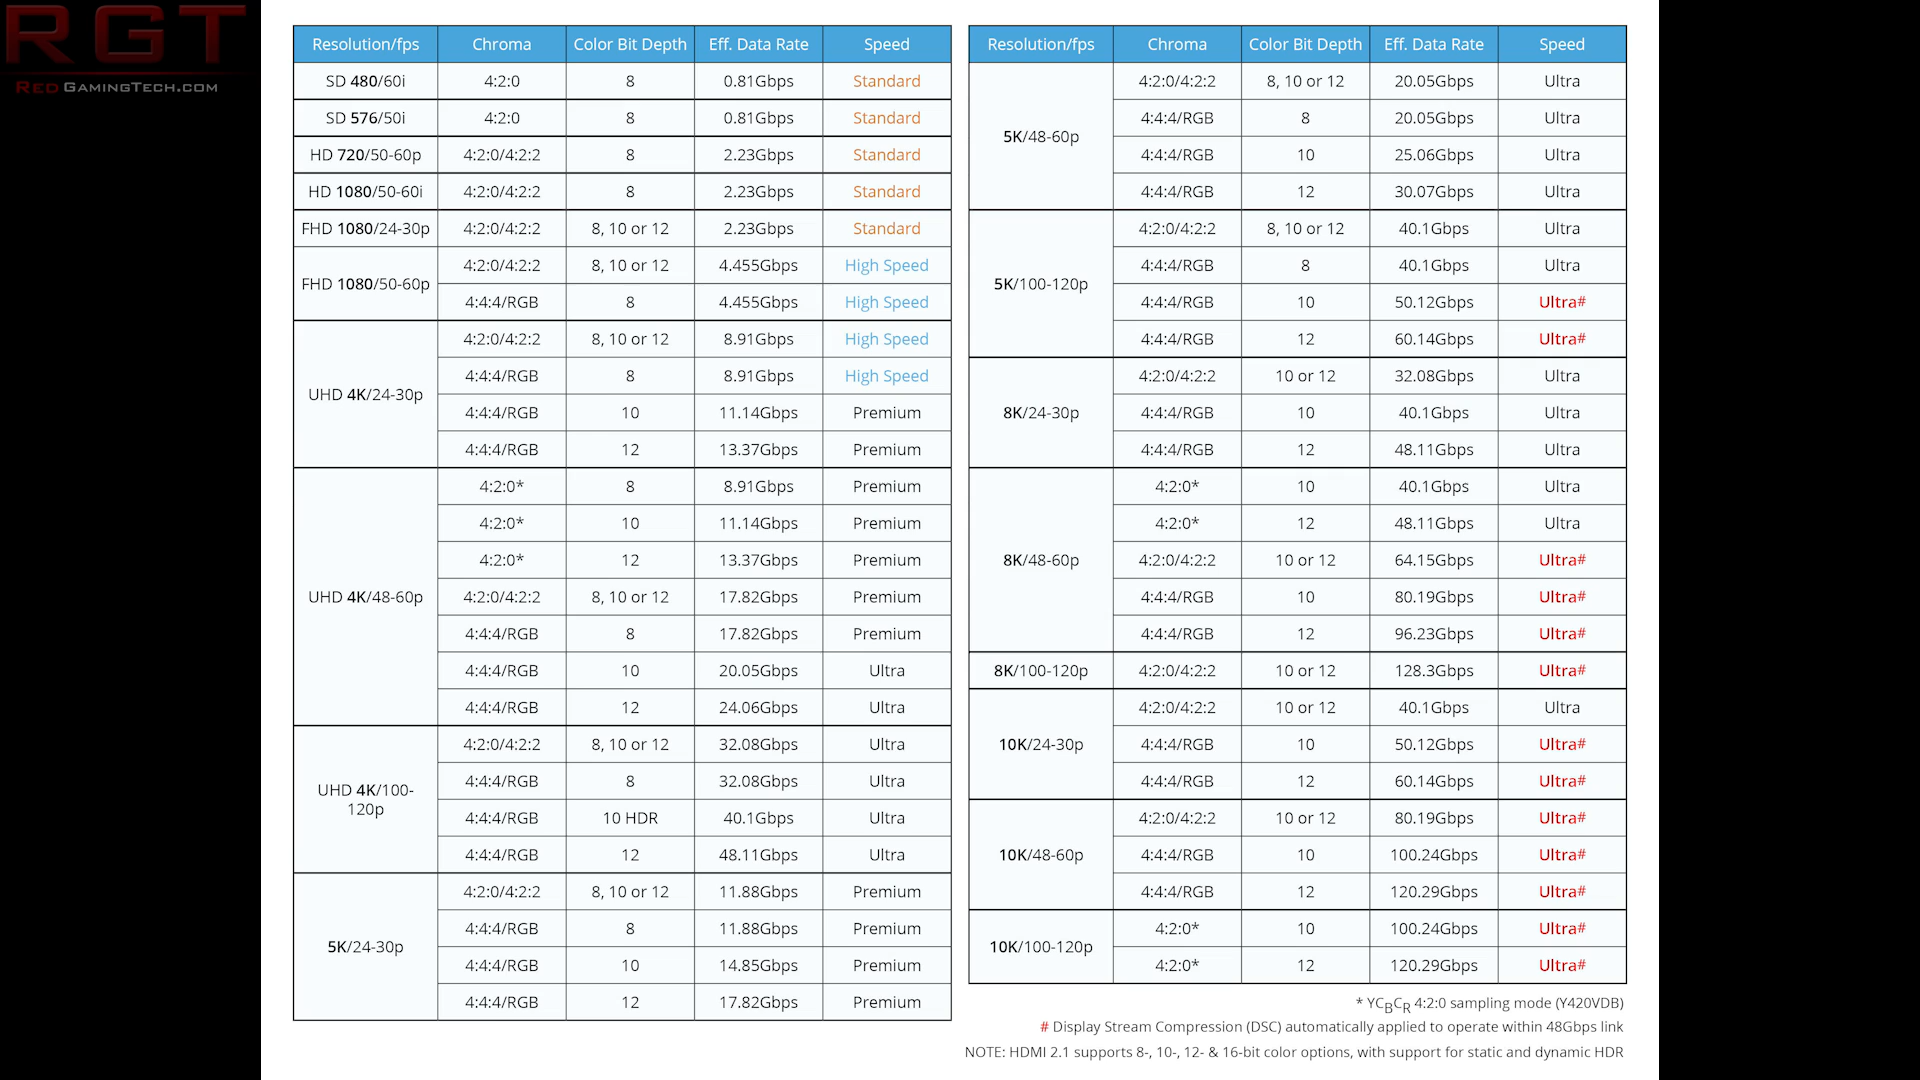 RGT
RED GAMINGTECH.COM
Resolution/fps Chroma Color Bit Depth Eff. Data Rate Speed
SD 480/60i 4:2:0 8 0.81Gbps Standard
SD 576/50i 4:2:0 8 0.81Gbps Standard
HD 720/50-60p 4:2:0/4:2:2 8 2.23Gbps Standard
HD 1080/50-60i 4:2:0/4:2:2 8 2.23Gbps Standard
FHD 1080/24-30p 4:2:0/4:2:2 8, 10 or 12 2.23Gbps Standard
FHD 1080/50-60p 4:2:0/4:2:2 8, 10 or 12 4.455Gbps High Speed
4:4:4/RGB 8 4.455Gbps High Speed
UHD 4K/24-30p 4:2:0/4:2:2 8, 10 or 12 8.91Gbps High Speed
4:4:4/RGB 8 8.91Gbps High Speed
4:4:4/RGB 10 11.14Gbps Premium
4:4:4/RGB 12 13.37Gbps Premium
UHD 4K/48-60p 4:2:0* 8 8.91Gbps Premium
4:2:0* 10 11.14Gbps Premium
4:2:0* 12 13.37Gbps Premium
4:2:0/4:2:2 8, 10 or 12 17.82Gbps Premium
4:4:4/RGB 8 17.82Gbps Premium
4:4:4/RGB 10 20.05Gbps Ultra
4:4:4/RGB 12 24.06Gbps Ultra
UHD 4K/100-
120p 4:2:0/4:2:2 8, 10 or 12 32.08Gbps Ultra
4:4:4/RGB 8 32.08Gbps Ultra
4:4:4/RGB 10 HDR 40.1Gbps Ultra
4:4:4/RGB 12 48.11Gbps Ultra
5K/24-30p 4:2:0/4:2:2 8, 10 or 12 11.88Gbps Premium
4:4:4/RGB 8 11.88Gbps Premium
4:4:4/RGB 10 14.85Gbps Premium
4:4:4/RGB 12 17.82Gbps Premium
Resolution/fps Chroma Color Bit Depth Eff. Data Rate Speed
5K/48-60p 4:2:0/4:2:2 8, 10 or 12 20.05Gbps Ultra
4:4:4/RGB 8 20.05Gbps Ultra
4:4:4/RGB 10 25.06Gbps Ultra
4:4:4/RGB 12 30.07Gbps Ultra
5K/100-120p 4:2:0/4:2:2 8, 10 or 12 40.1Gbps Ultra
4:4:4/RGB 8 40.1Gbps Ultra
4:4:4/RGB 10 50.12Gbps Ultra#
4:4:4/RGB 12 60.14Gbps Ultra#
8K/24-30p 4:2:0/4:2:2 10 or 12 32.08Gbps Ultra
4:4:4/RGB 10 40.1Gbps Ultra
4:4:4/RGB 12 48.11Gbps Ultra
8K/48-60p 4:2:0* 10 40.1Gbps Ultra
4:2:0* 12 48.11Gbps Ultra
4:2:0/4:2:2 10 or 12 64.15Gbps Ultra#
4:4:4/RGB 10 80.19Gbps Ultra#
4:4:4/RGB 12 96.23Gbps Ultra#
8K/100-120p 4:2:0/4:2:2 10 or 12 128.3Gbps Ultra#
10K/24-30p 4:2:0/4:2:2 10 or 12 40.1Gbps Ultra
4:4:4/RGB 10 50.12Gbps Ultra#
4:4:4/RGB 12 60.14Gbps Ultra#
10K/48-60p 4:2:0/4:2:2 10 or 12 80.19Gbps Ultra#
4:4:4/RGB 10 100.24Gbps Ultra#
4:4:4/RGB 12 120.29Gbps Ultra#
10K/100-120p 4:2:0* 10 100.24Gbps Ultra#
4:2:0* 12 120.29Gbps Ultra#
* YCBCR 4:2:0 sampling mode (Y420VDB)
# Display Stream Compression (DSC) automatically applied to operate within 48Gbps link
NOTE: HDMI 2.1 supports 8-, 10-, 12- & 16-bit color options, with support for static and dynamic HDR